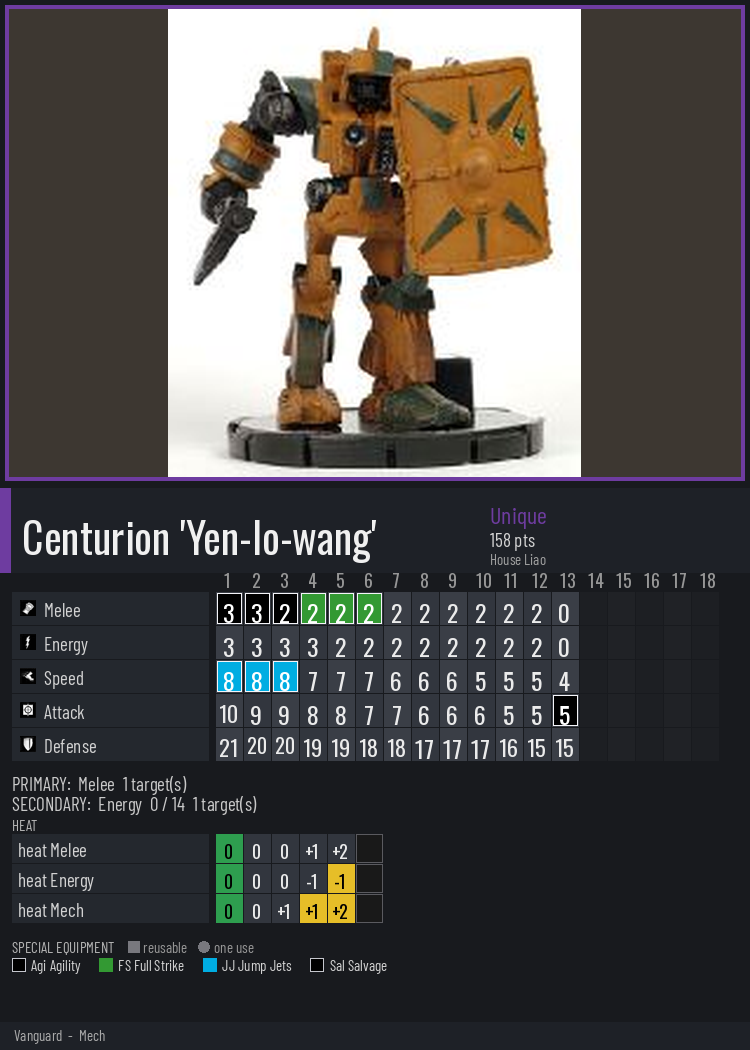 Centurion 'Yen-lo-wang'
Unique
158 pts
House Liao
1 2 3 4 5 6 7 8 9 10 11 12 13 14 15 16 17 18
Melee 3 3 2 2 2 2 2 2 2 2 2 2 0
Energy 3 3 3 3 2 2 2 2 2 2 2 2 0
Speed 8 8 8 7 7 7 6 6 6 5 5 5 4
Attack 10 9 9 8 8 7 7 6 6 6 5 5 5
Defense 21 20 20 19 19 18 18 17 17 17 16 15 15
PRIMARY: Melee 1 target(s)
SECONDARY: Energy 0 / 14 1 target(s)
HEAT
heat Melee 0 0 0 +1 +2
heat Energy 0 0 0 -1 -1
heat Mech 0 0 +1 +1 +2
SPECIAL EQUIPMENT reusable one use
Agi Agility FS Full Strike JJ Jump Jets Sal Salvage
Vanguard - Mech